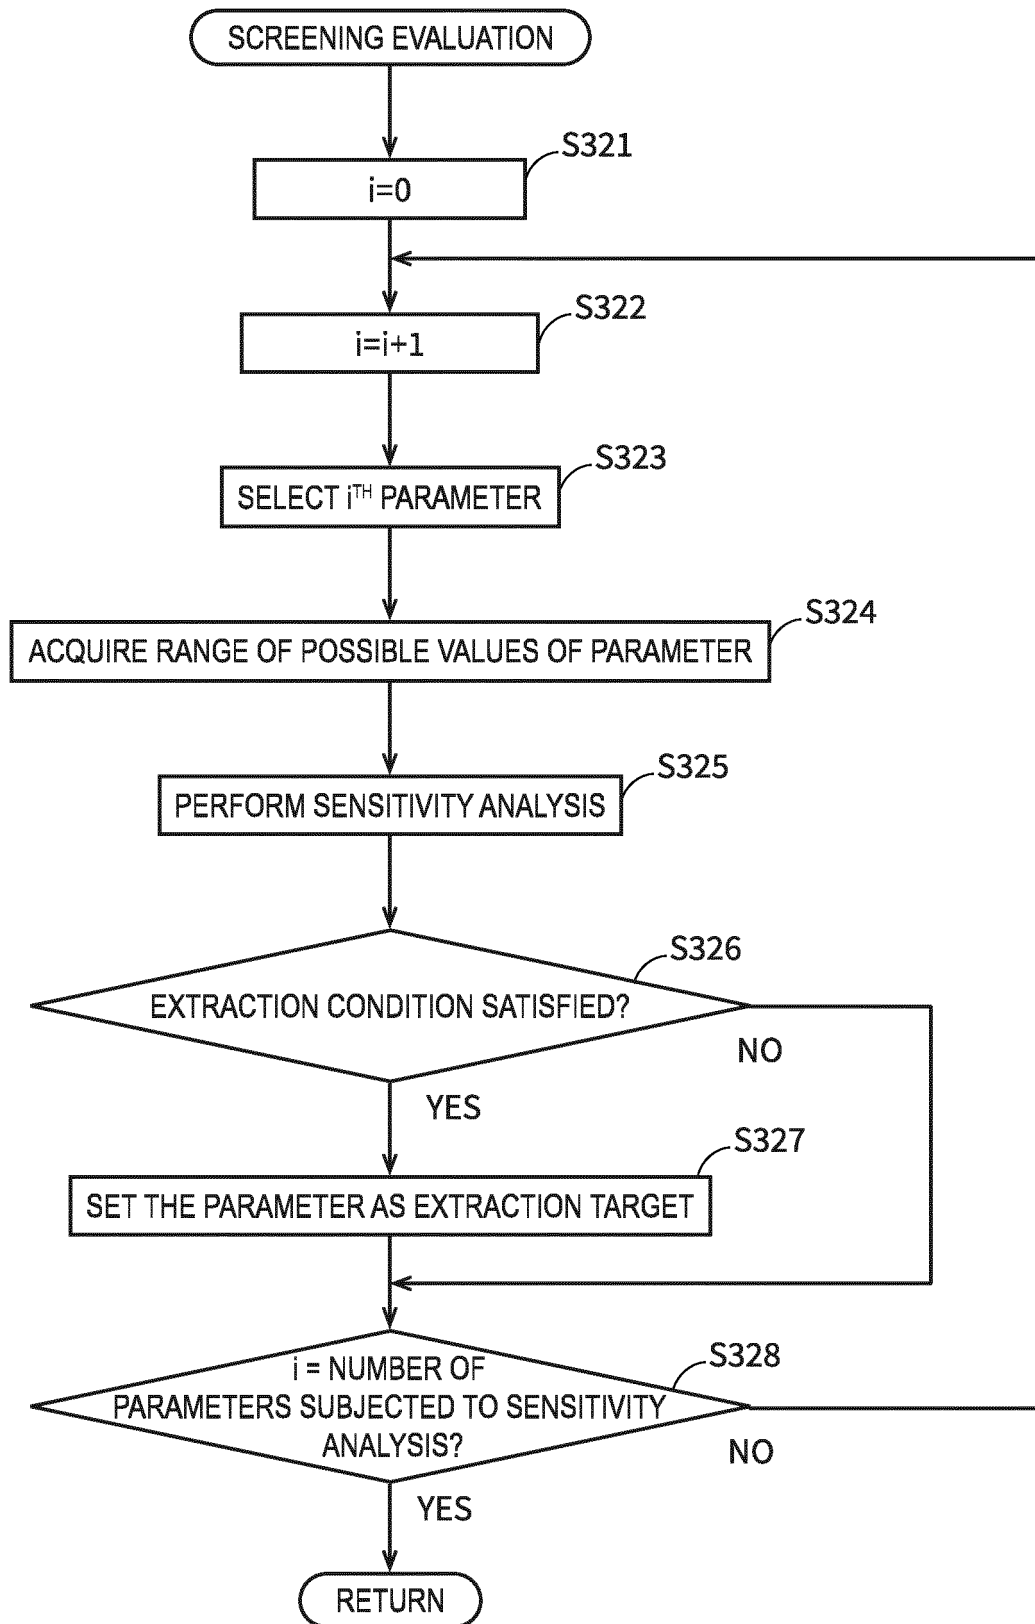 SCREENING EVALUATION
S321
i=0
S322
i=i+1
S323
SELECT iTH PARAMETER
S324
ACQUIRE RANGE OF POSSIBLE VALUES OF PARAMETER
S325
PERFORM SENSITIVITY ANALYSIS
S326
EXTRACTION CONDITION SATISFIED?
NO
YES
S327
SET THE PARAMETER AS EXTRACTION TARGET
S328
i = NUMBER OF
PARAMETERS SUBJECTED TO SENSITIVITY
ANALYSIS?
NO
YES
RETURN